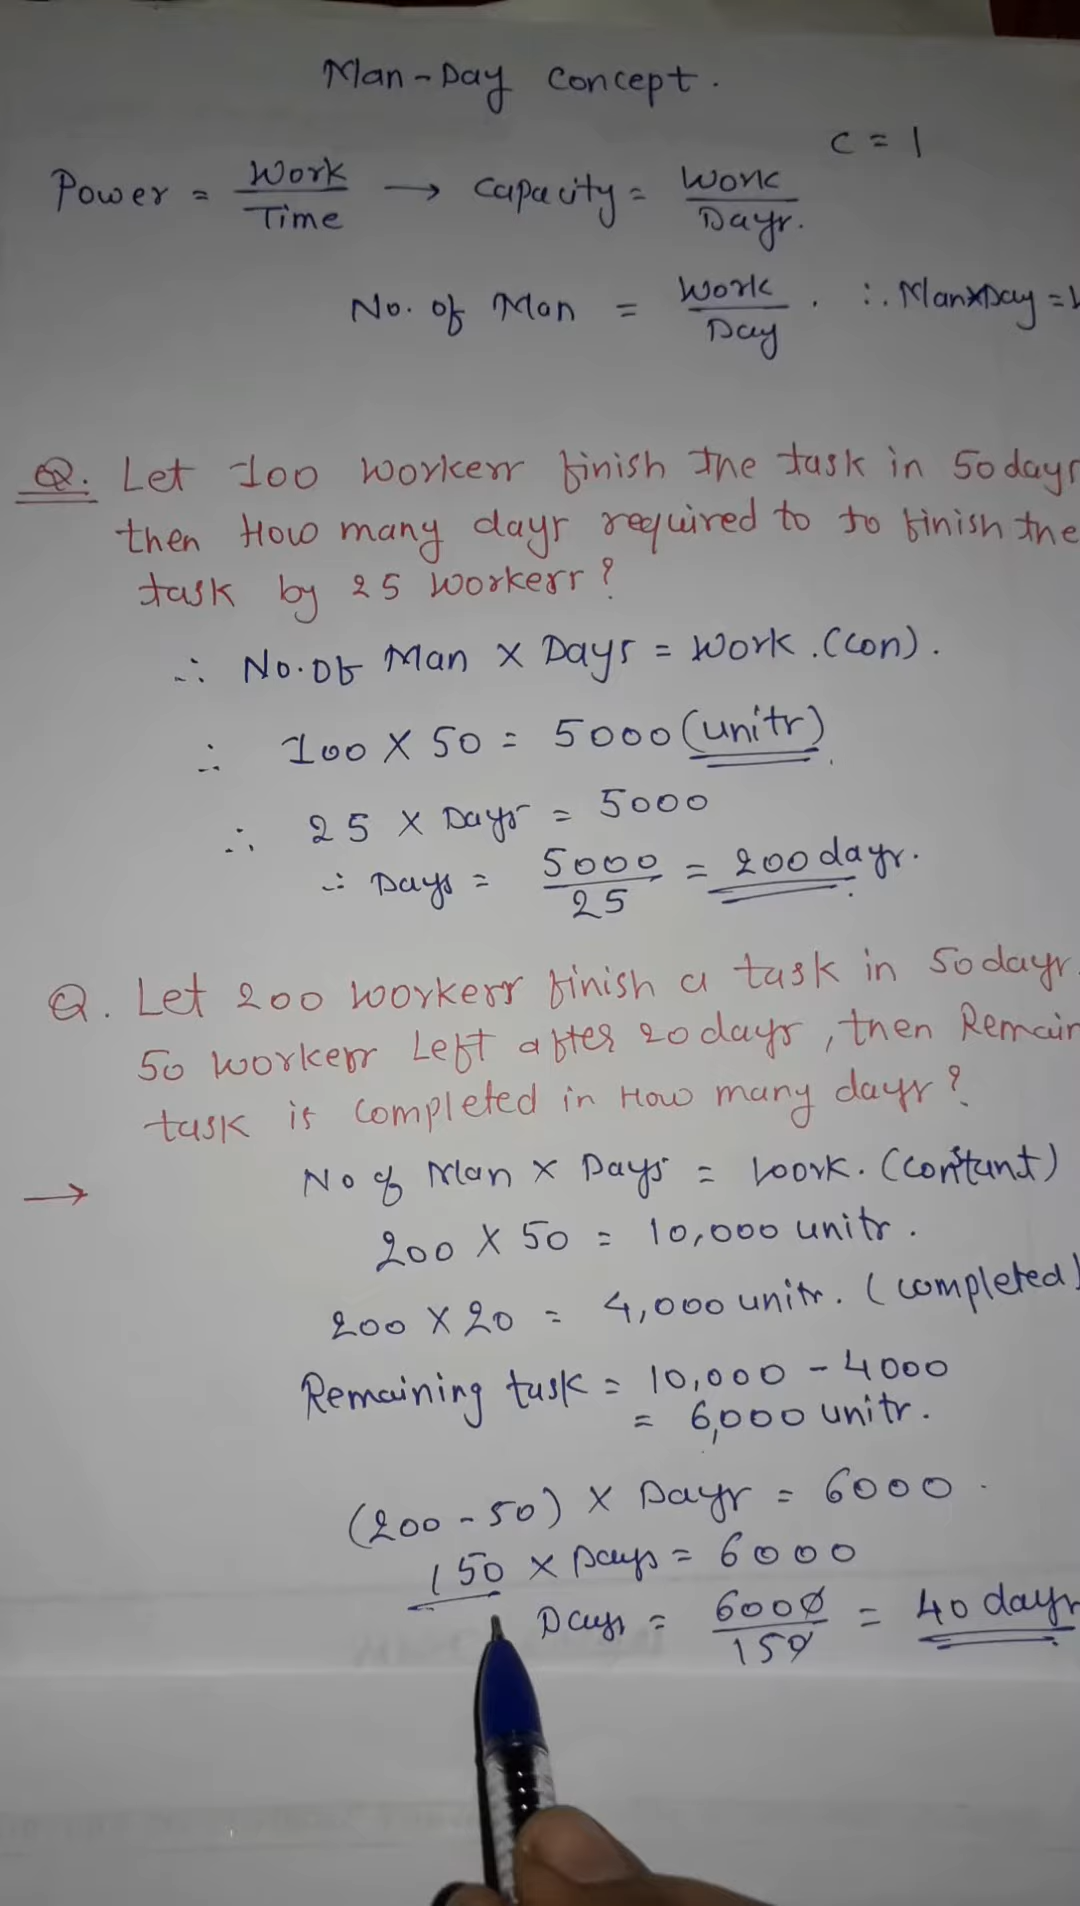 Man-Day Concept.
C = 1
Power = Work/Time → Capacity = Work/Days.
No. of Man = Work/Day. ∴ Man×Day =
Q. Let 100 workers finish the task in 50 days
then How many days required to to finish the
task by 25 workers?
∴ No. of Man × Days = Work. (con).
∴ 100 × 50 = 5000 (units)
∴ 25 × Days = 5000
∴ Days = 5000/25 = 200 days.
Q. Let 200 workers finish a task in 50 days.
50 workers Left after 20 days, then Remain
task is completed in How many days?
→ No of Man × Days = Work. (constant)
200 × 50 = 10,000 units.
200 × 20 = 4,000 units. (completed)
Remaining task = 10,000 - 4000
= 6,000 units.
(200 - 50) × Days = 6000.
150 × Days = 6000
Days = 6000/150 = 40 days